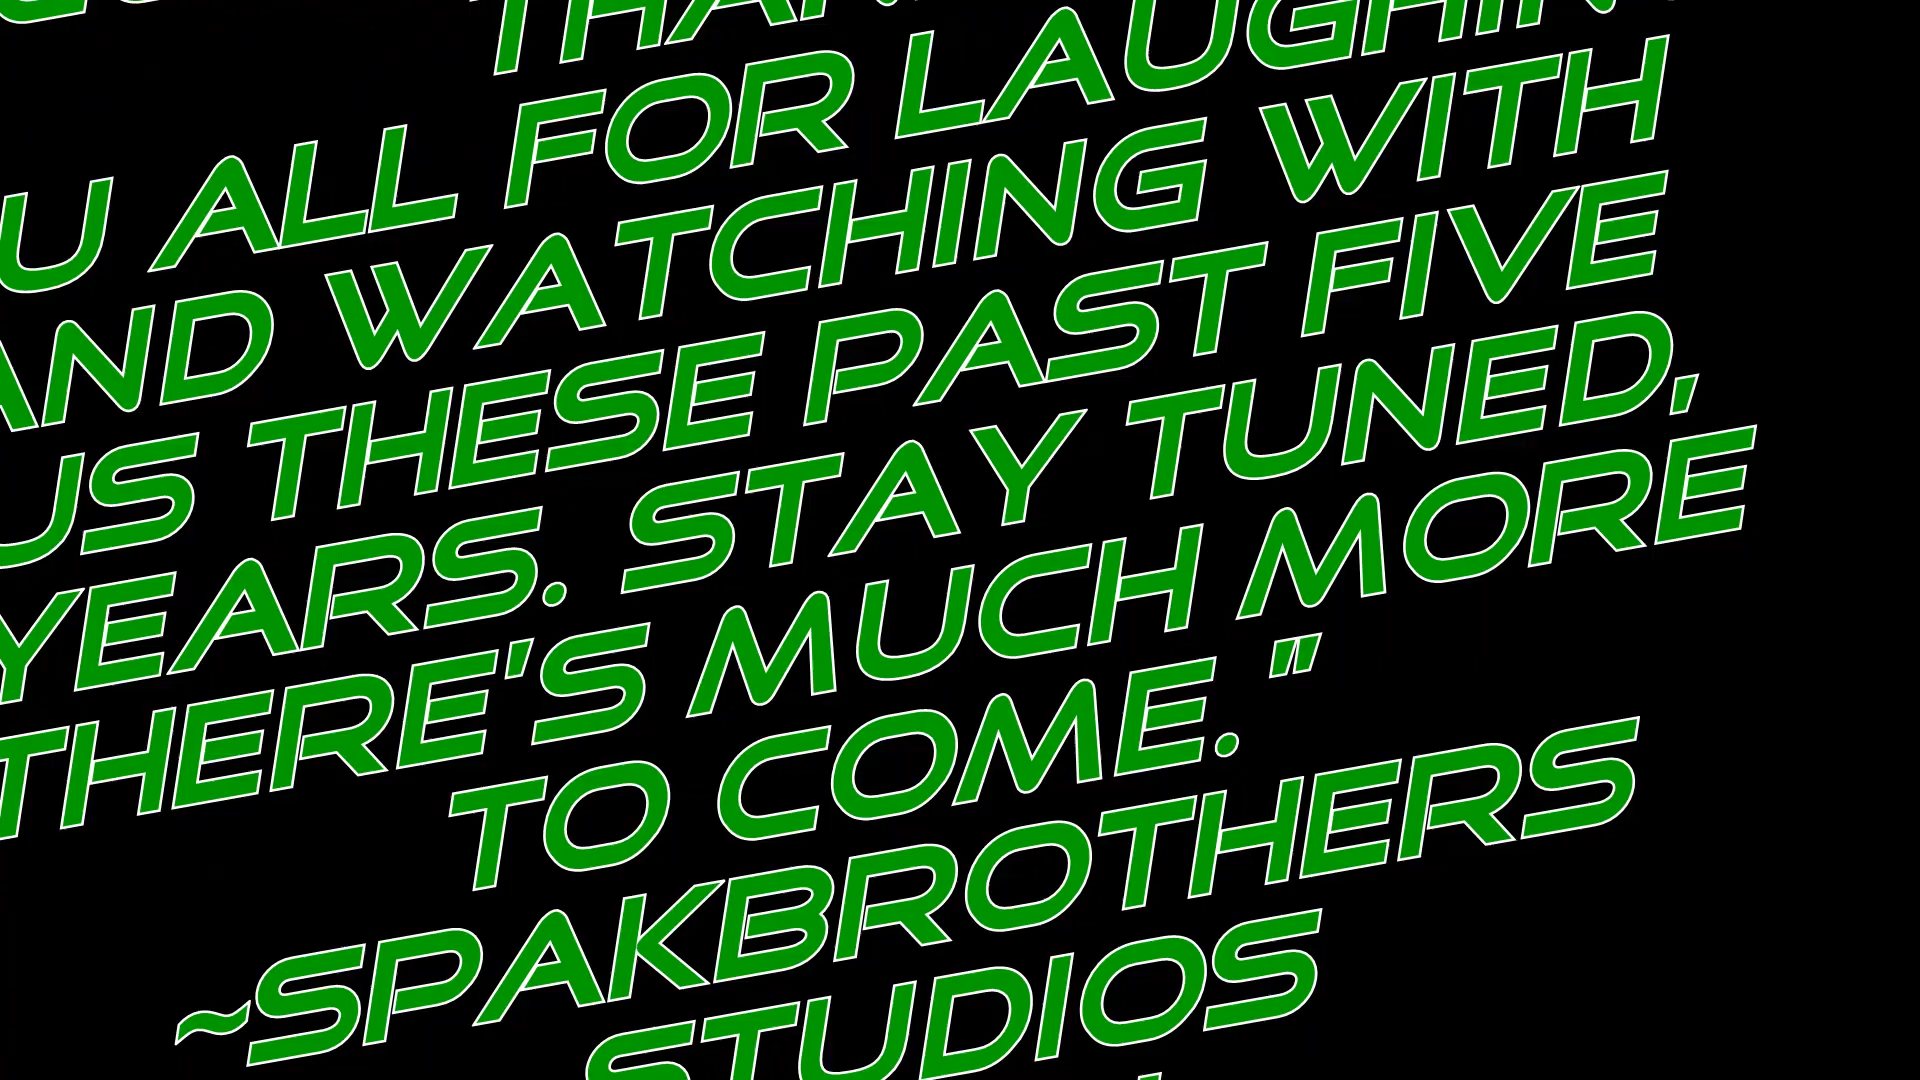 THAN
U ALL FOR LAUGHIN
AND WATCHING WITH
US THESE PAST FIVE
YEARS. STAY TUNED,
THERE'S MUCH MORE
TO COME."
~SPAKBROTHERS
STUDIOS